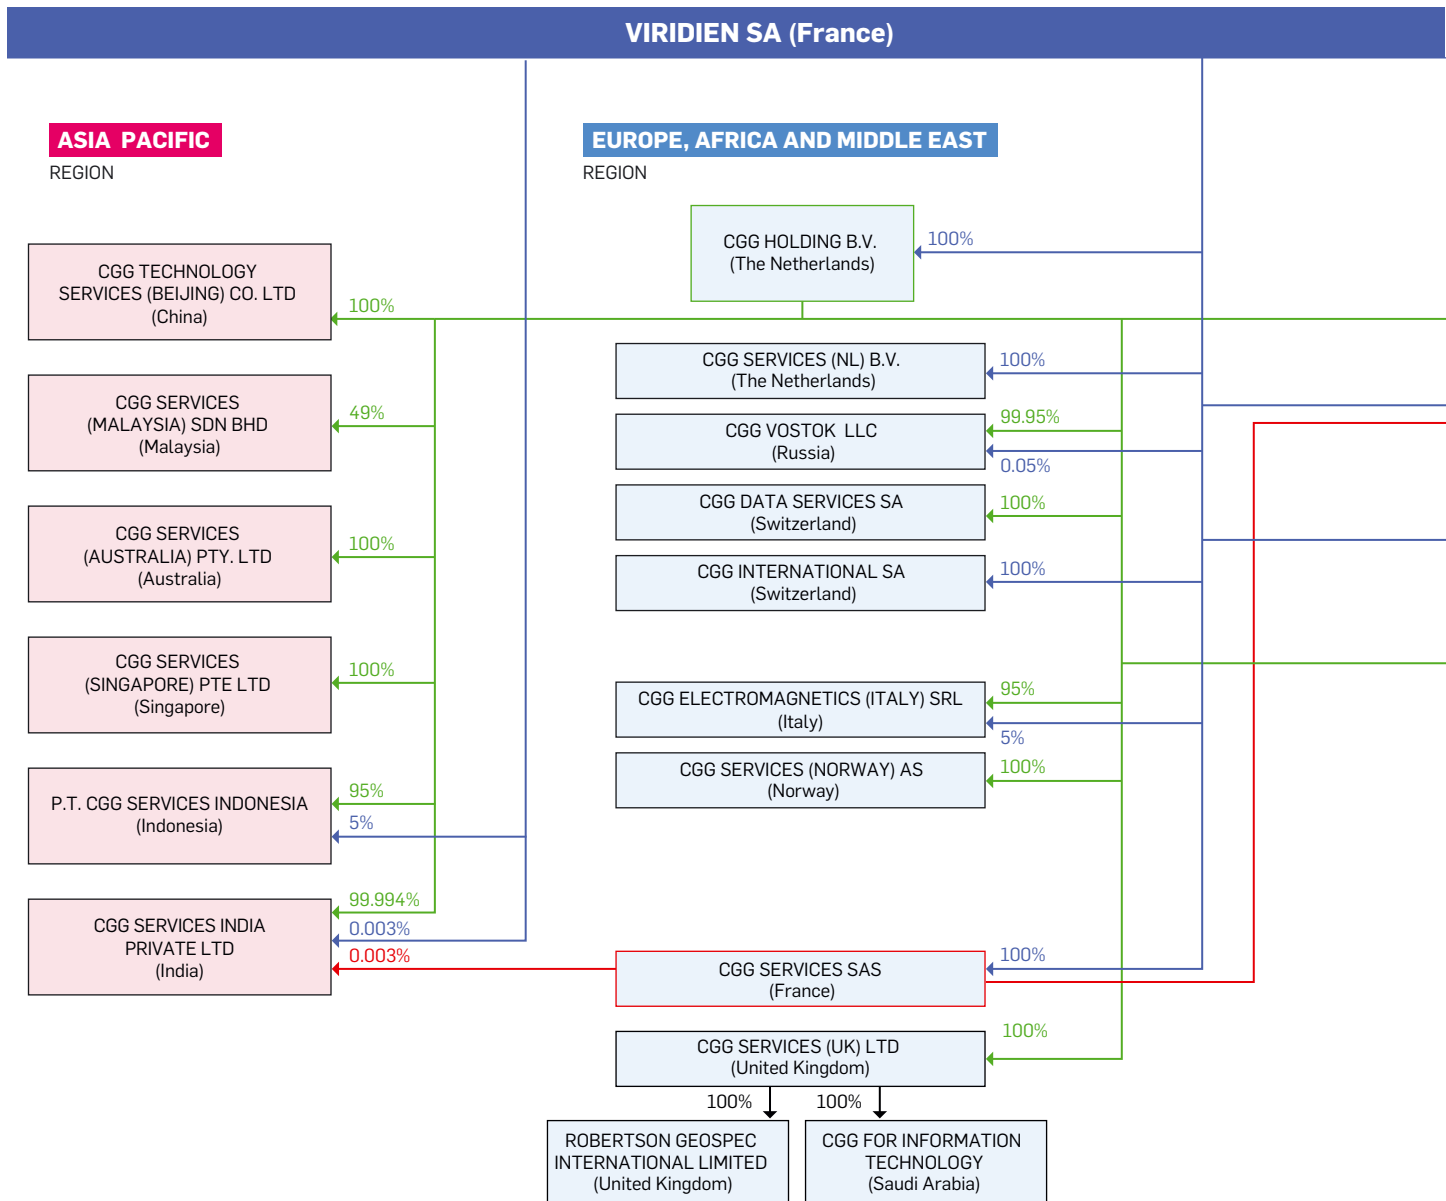 VIRIDIEN SA (France)
ASIA PACIFIC
REGION
CGG TECHNOLOGY
SERVICES (BEIJING) CO. LTD
(China)
100%
CGG SERVICES
(MALAYSIA) SDN BHD
(Malaysia)
49%
CGG SERVICES
(AUSTRALIA) PTY. LTD
(Australia)
100%
CGG SERVICES
(SINGAPORE) PTE LTD
(Singapore)
100%
P.T. CGG SERVICES INDONESIA
(Indonesia)
95%
5%
CGG SERVICES INDIA
PRIVATE LTD
(India)
99.994%
0.003%
0.003%
EUROPE, AFRICA AND MIDDLE EAST
REGION
CGG HOLDING B.V.
(The Netherlands)
100%
CGG SERVICES (NL) B.V.
(The Netherlands)
100%
CGG VOSTOK LLC
(Russia)
99.95%
0.05%
CGG DATA SERVICES SA
(Switzerland)
100%
CGG INTERNATIONAL SA
(Switzerland)
100%
CGG ELECTROMAGNETICS (ITALY) SRL
(Italy)
95%
5%
CGG SERVICES (NORWAY) AS
(Norway)
100%
CGG SERVICES SAS
(France)
100%
CGG SERVICES (UK) LTD
(United Kingdom)
100%
100%
100%
ROBERTSON GEOSPEC
INTERNATIONAL LIMITED
(United Kingdom)
CGG FOR INFORMATION
TECHNOLOGY
(Saudi Arabia)